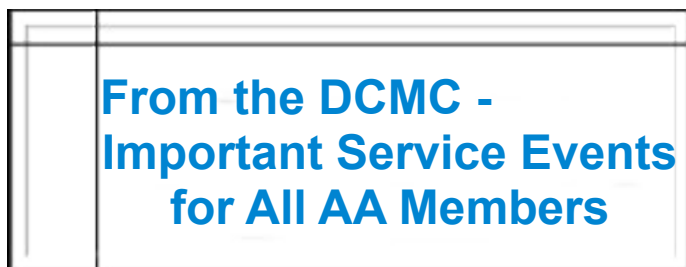 From the DCMC -
Important Service Events
for All AA Members